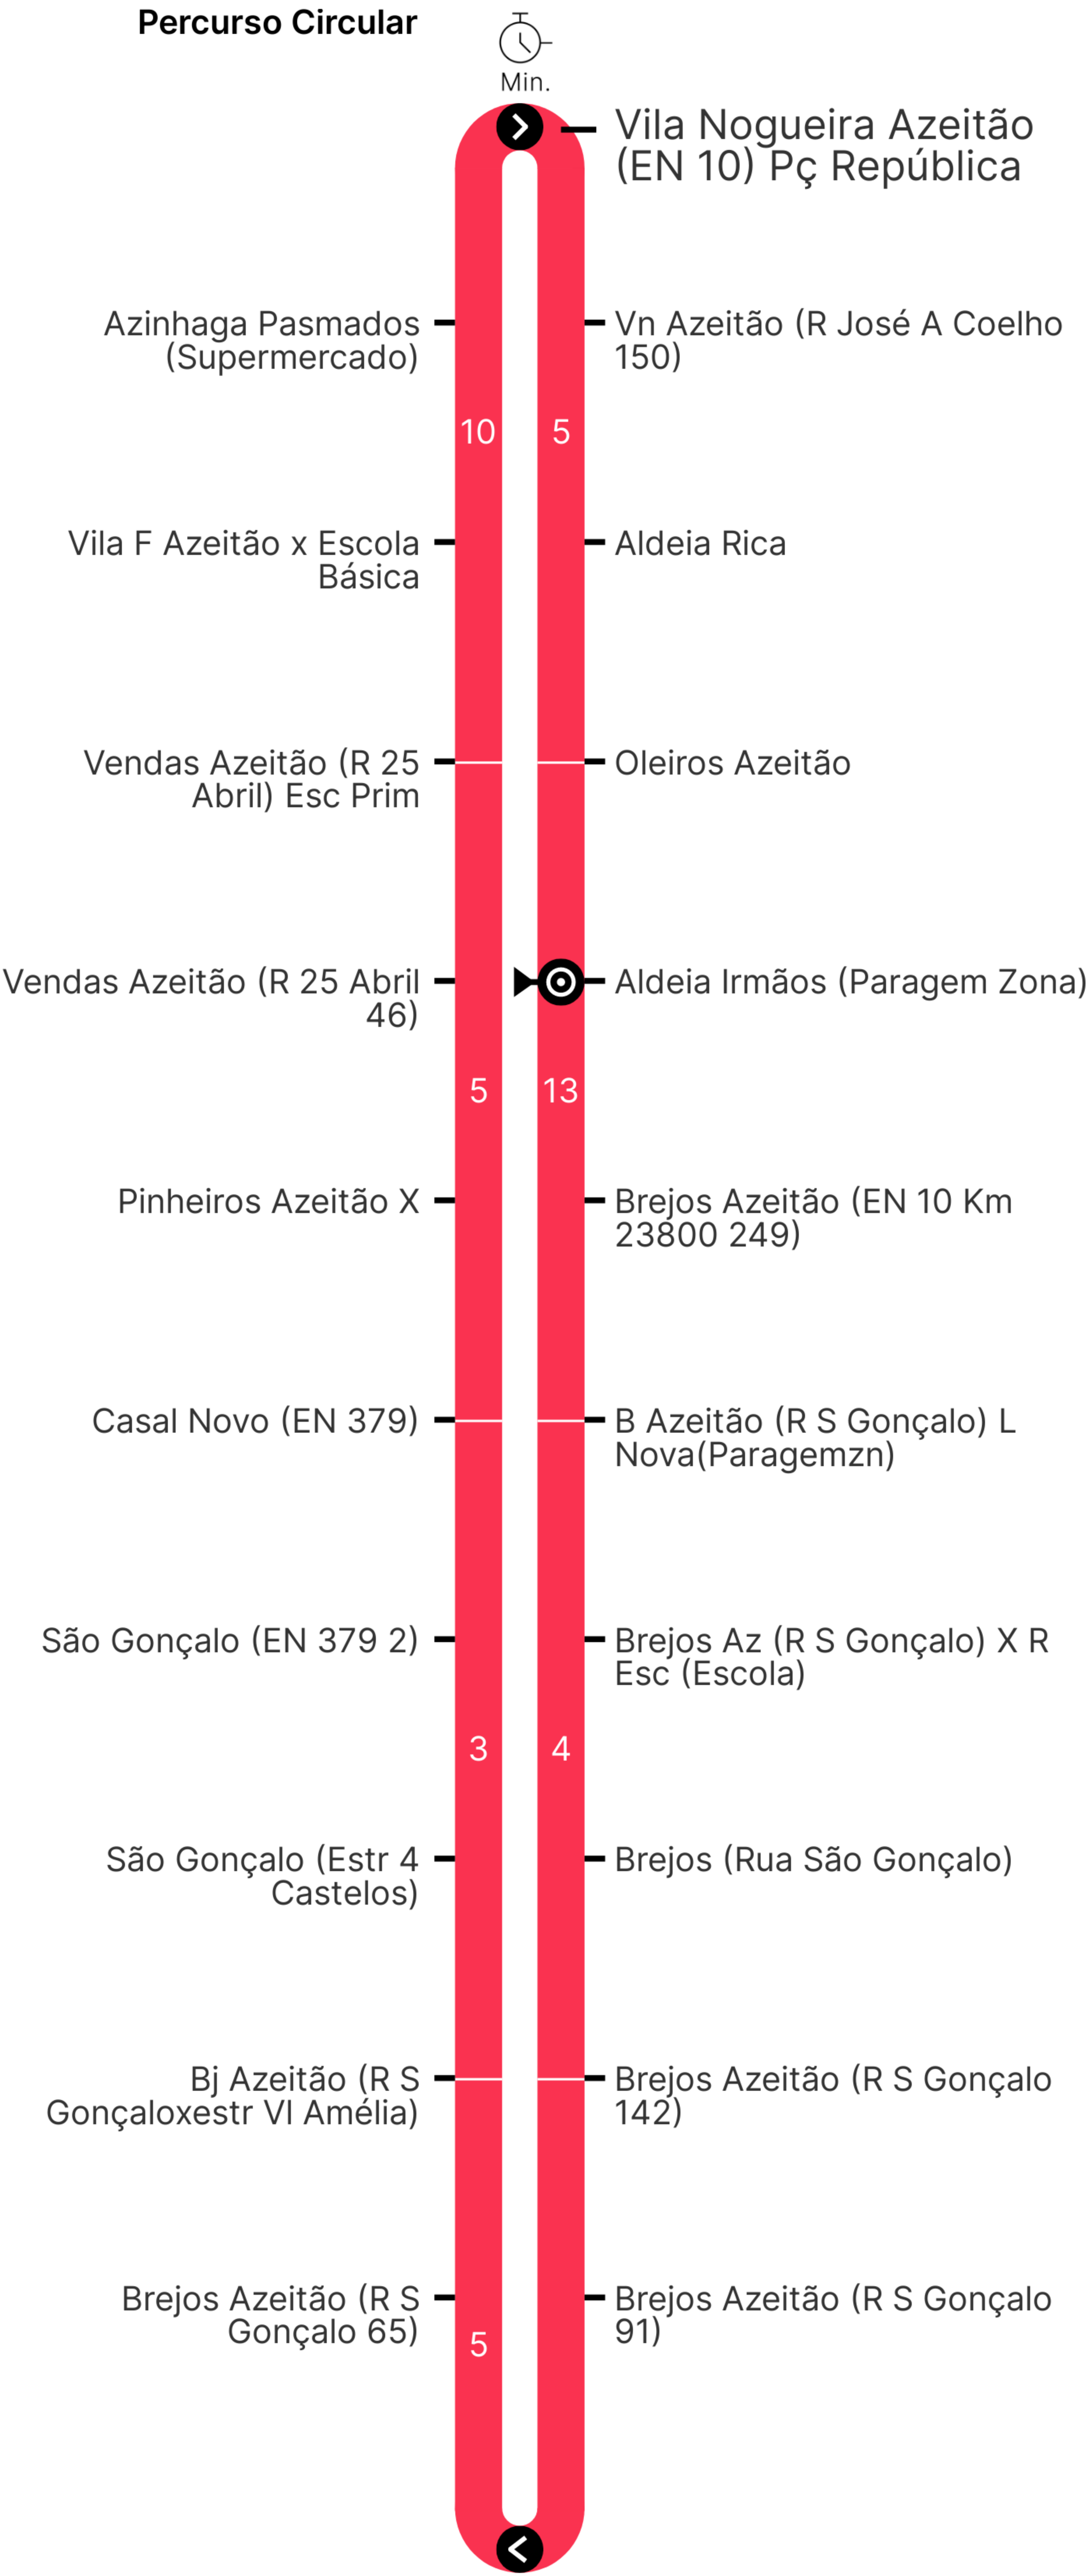 Percurso Circular
Min.
Vila Nogueira Azeitão
(EN 10) Pç República
Azinhaga Pasmados
(Supermercado)
Vn Azeitão (R José A Coelho
150)
10
5
Vila F Azeitão x Escola
Básica
Aldeia Rica
Vendas Azeitão (R 25
Abril) Esc Prim
Oleiros Azeitão
Vendas Azeitão (R 25 Abril
46)
Aldeia Irmãos (Paragem Zona)
5
13
Pinheiros Azeitão X
Brejos Azeitão (EN 10 Km
23800 249)
Casal Novo (EN 379)
B Azeitão (R S Gonçalo) L
Nova(Paragemzn)
São Gonçalo (EN 379 2)
Brejos Az (R S Gonçalo) X R
Esc (Escola)
3
4
São Gonçalo (Estr 4
Castelos)
Brejos (Rua São Gonçalo)
Bj Azeitão (R S
Gonçaloxestr Vl Amélia)
Brejos Azeitão (R S Gonçalo
142)
Brejos Azeitão (R S
Gonçalo 65)
Brejos Azeitão (R S Gonçalo
91)
5